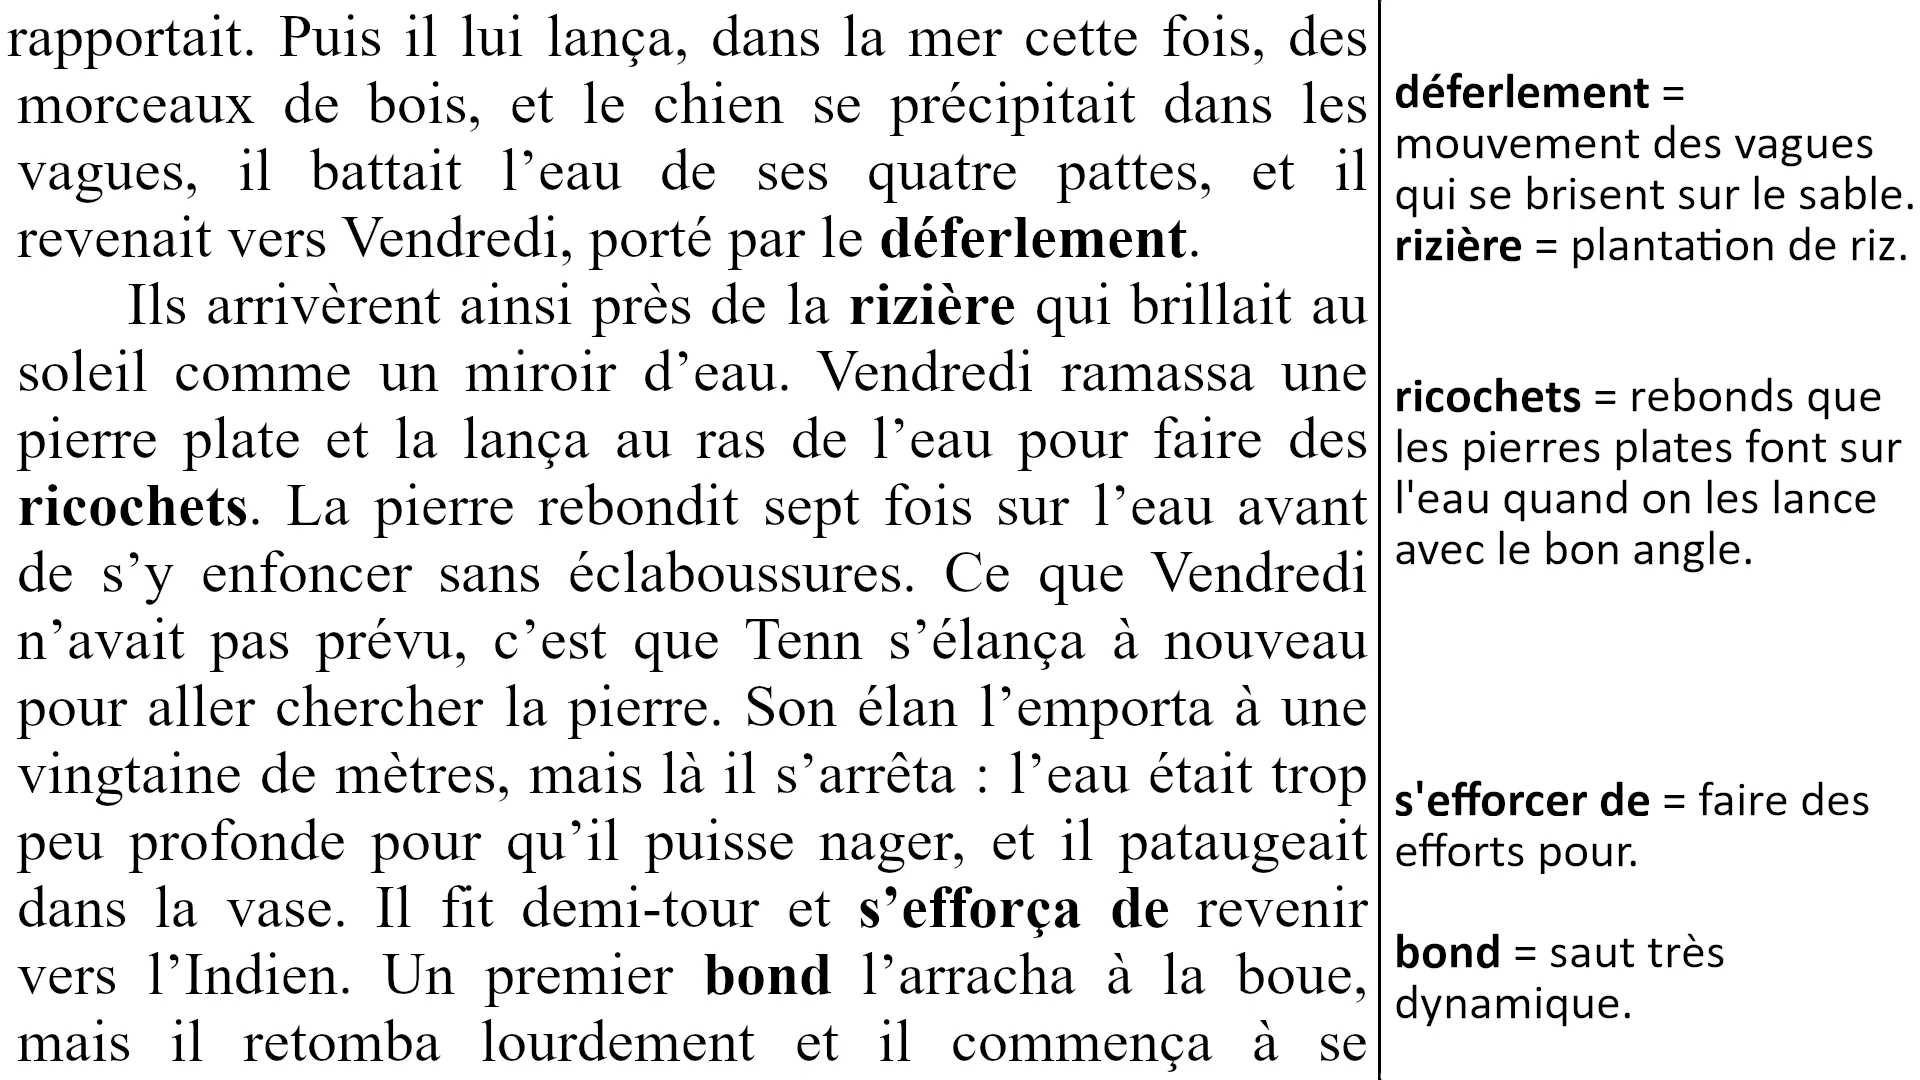 rapportait. Puis il lui lança, dans la mer cette fois, des
morceaux de bois, et le chien se précipitait dans les
vagues, il battait l’eau de ses quatre pattes, et il
revenait vers Vendredi, porté par le déferlement.
Ils arrivèrent ainsi près de la rizière qui brillait au
soleil comme un miroir d’eau. Vendredi ramassa une
pierre plate et la lança au ras de l’eau pour faire des
ricochets. La pierre rebondit sept fois sur l’eau avant
de s’y enfoncer sans éclaboussures. Ce que Vendredi
n’avait pas prévu, c’est que Tenn s’élança à nouveau
pour aller chercher la pierre. Son élan l’emporta à une
vingtaine de mètres, mais là il s’arrêta : l’eau était trop
peu profonde pour qu’il puisse nager, et il pataugeait
dans la vase. Il fit demi-tour et s’efforça de revenir
vers l’Indien. Un premier bond l’arracha à la boue,
mais il retomba lourdement et il commença à se
déferlement =
mouvement des vagues
qui se brisent sur le sable.
rizière = plantation de riz.
ricochets = rebonds que
les pierres plates font sur
l'eau quand on les lance
avec le bon angle.
s'efforcer de = faire des
efforts pour.
bond = saut très
dynamique.